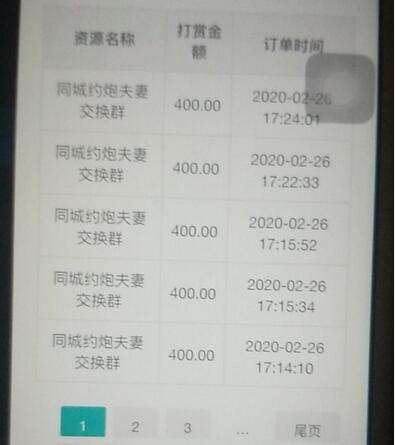 资源名称
打赏金
额
订单时间
同城约炮夫妻
交换群
400.00
2020-02-26
17:24:01
同城约炮夫妻
交换群
400.00
2020-02-26
17:22:33
同城约炮夫妻
交换群
400.00
2020-02-26
17:15:52
同城约炮夫妻
交换群
400.00
2020-02-26
17:15:34
同城约炮夫妻
交换群
400.00
2020-02-26
17:14:10
1 2 3 ... 尾页